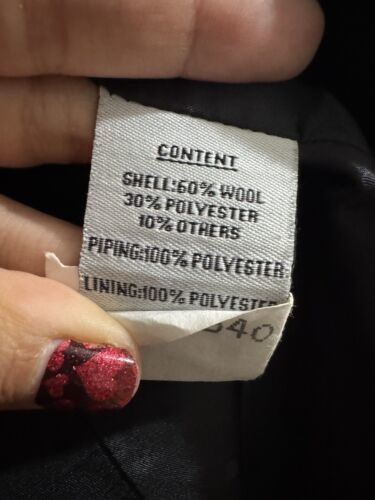 CONTENT
SHELL:60% WOOL
30% POLYESTER
10% OTHERS
PIPING:100% POLYESTER
LINING:100% POLYESTER
340